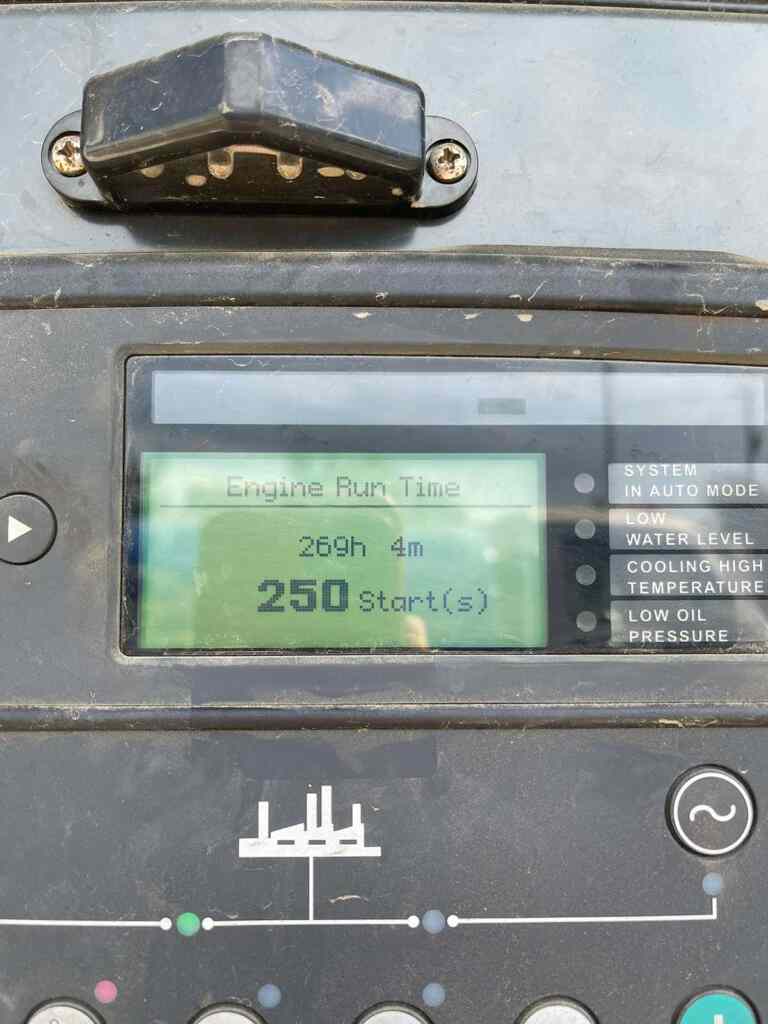 Engine Run Time
269h 4m
250 Start(s)
SYSTEM
IN AUTO MODE
LOW
WATER LEVEL
COOLING HIGH
TEMPERATURE
LOW OIL
PRESSURE